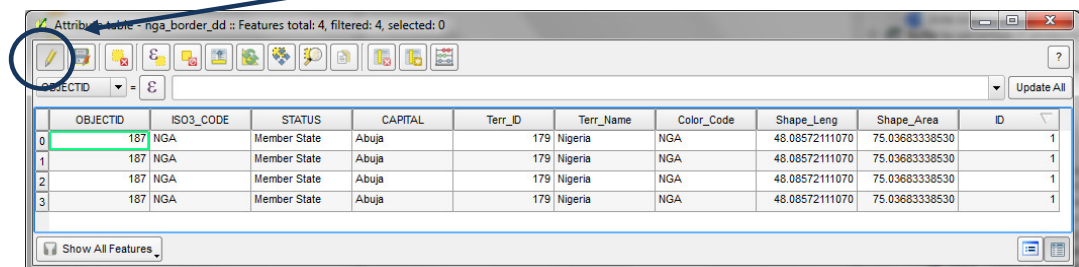 Attribute table - nga_border_dd :: Features total: 4, filtered: 4, selected: 0
?
OBJECTID = ε Update All
OBJECTID ISO3_CODE STATUS CAPITAL Terr_ID Terr_Name Color_Code Shape_Leng Shape_Area ID
0 187 NGA Member State Abuja 179 Nigeria NGA 48.08572111070 75.03683338530 1
1 187 NGA Member State Abuja 179 Nigeria NGA 48.08572111070 75.03683338530 1
2 187 NGA Member State Abuja 179 Nigeria NGA 48.08572111070 75.03683338530 1
3 187 NGA Member State Abuja 179 Nigeria NGA 48.08572111070 75.03683338530 1
Show All Features